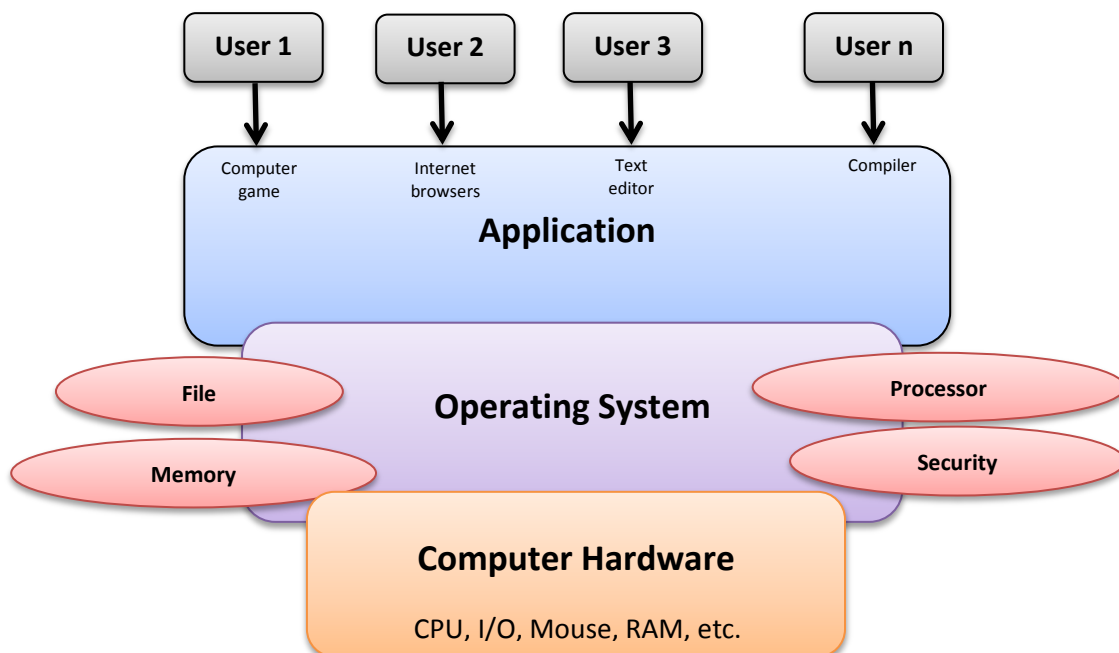 User 1
User 2
User 3
User n
Computer
game
Internet
browsers
Text
editor
Compiler
Application
File
Processor
Operating System
Memory
Security
Computer Hardware
CPU, I/O, Mouse, RAM, etc.